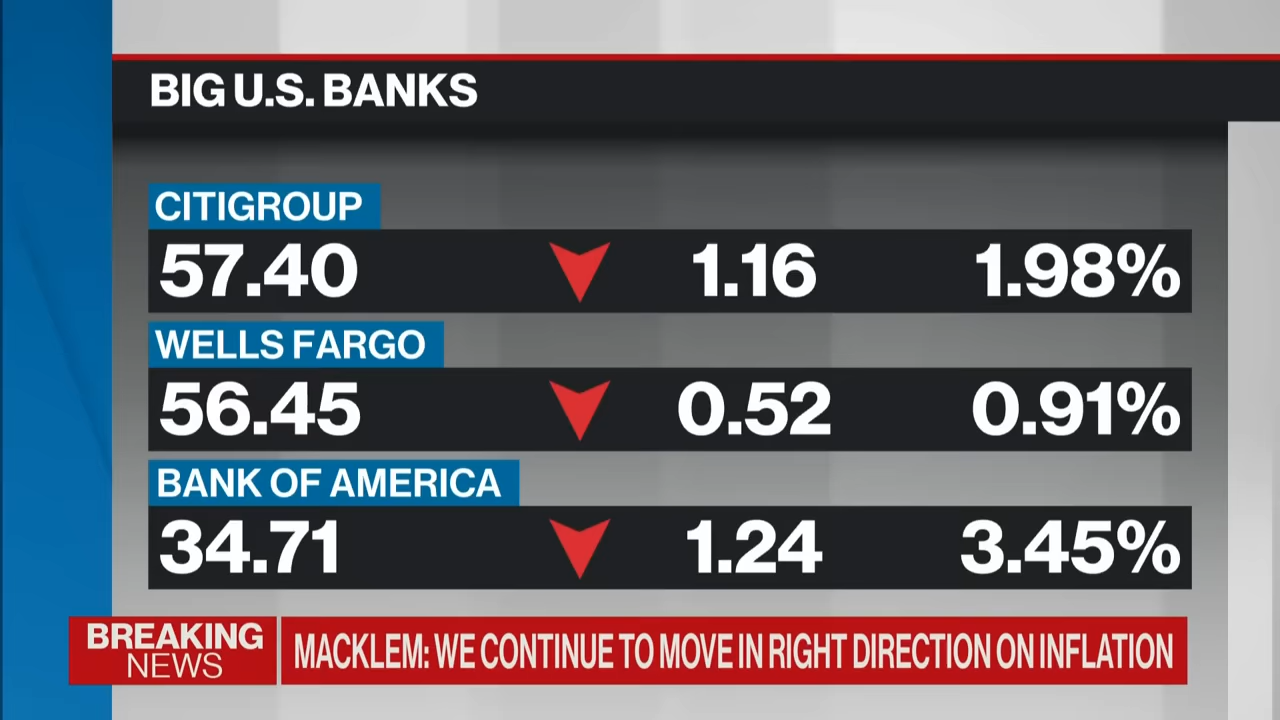 BIG U.S. BANKS
CITIGROUP
57.40 1.16 1.98%
WELLS FARGO
56.45 0.52 0.91%
BANK OF AMERICA
34.71 1.24 3.45%
BREAKING
NEWS
MACKLEM: WE CONTINUE TO MOVE IN RIGHT DIRECTION ON INFLATION